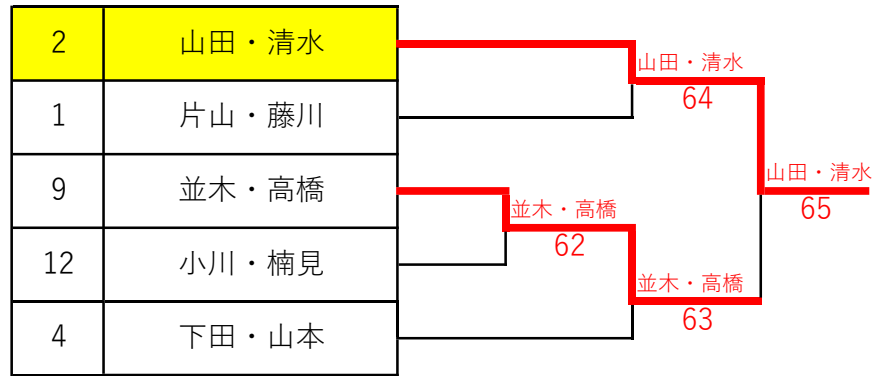 2 山田・清水
1 片山・藤川
9 並木・高橋
12 小川・楠見
4 下田・山本
山田・清水
64
並木・高橋
62
並木・高橋
63
山田・清水
65